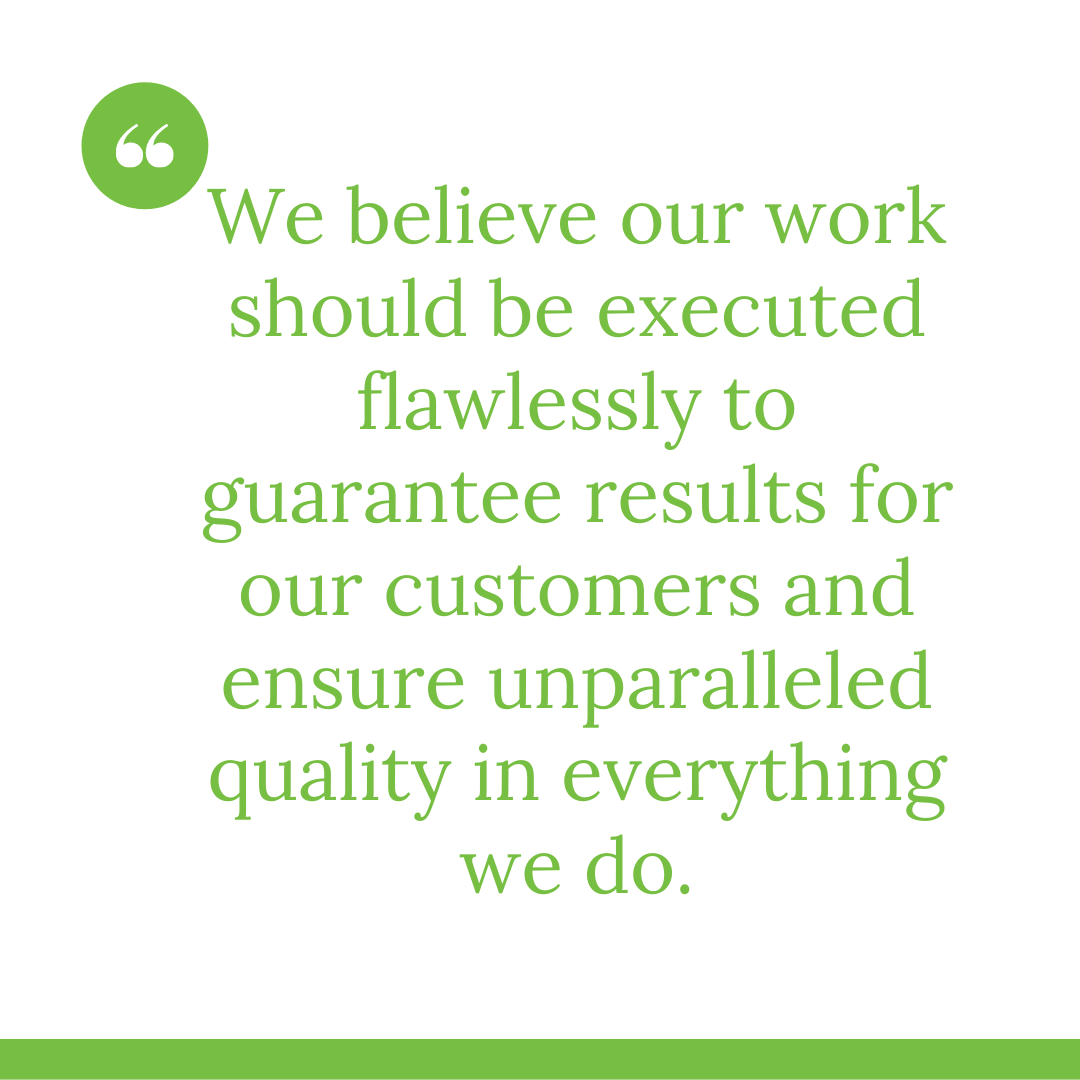 “
We believe our work
should be executed
flawlessly to
guarantee results for
our customers and
ensure unparalleled
quality in everything
we do.